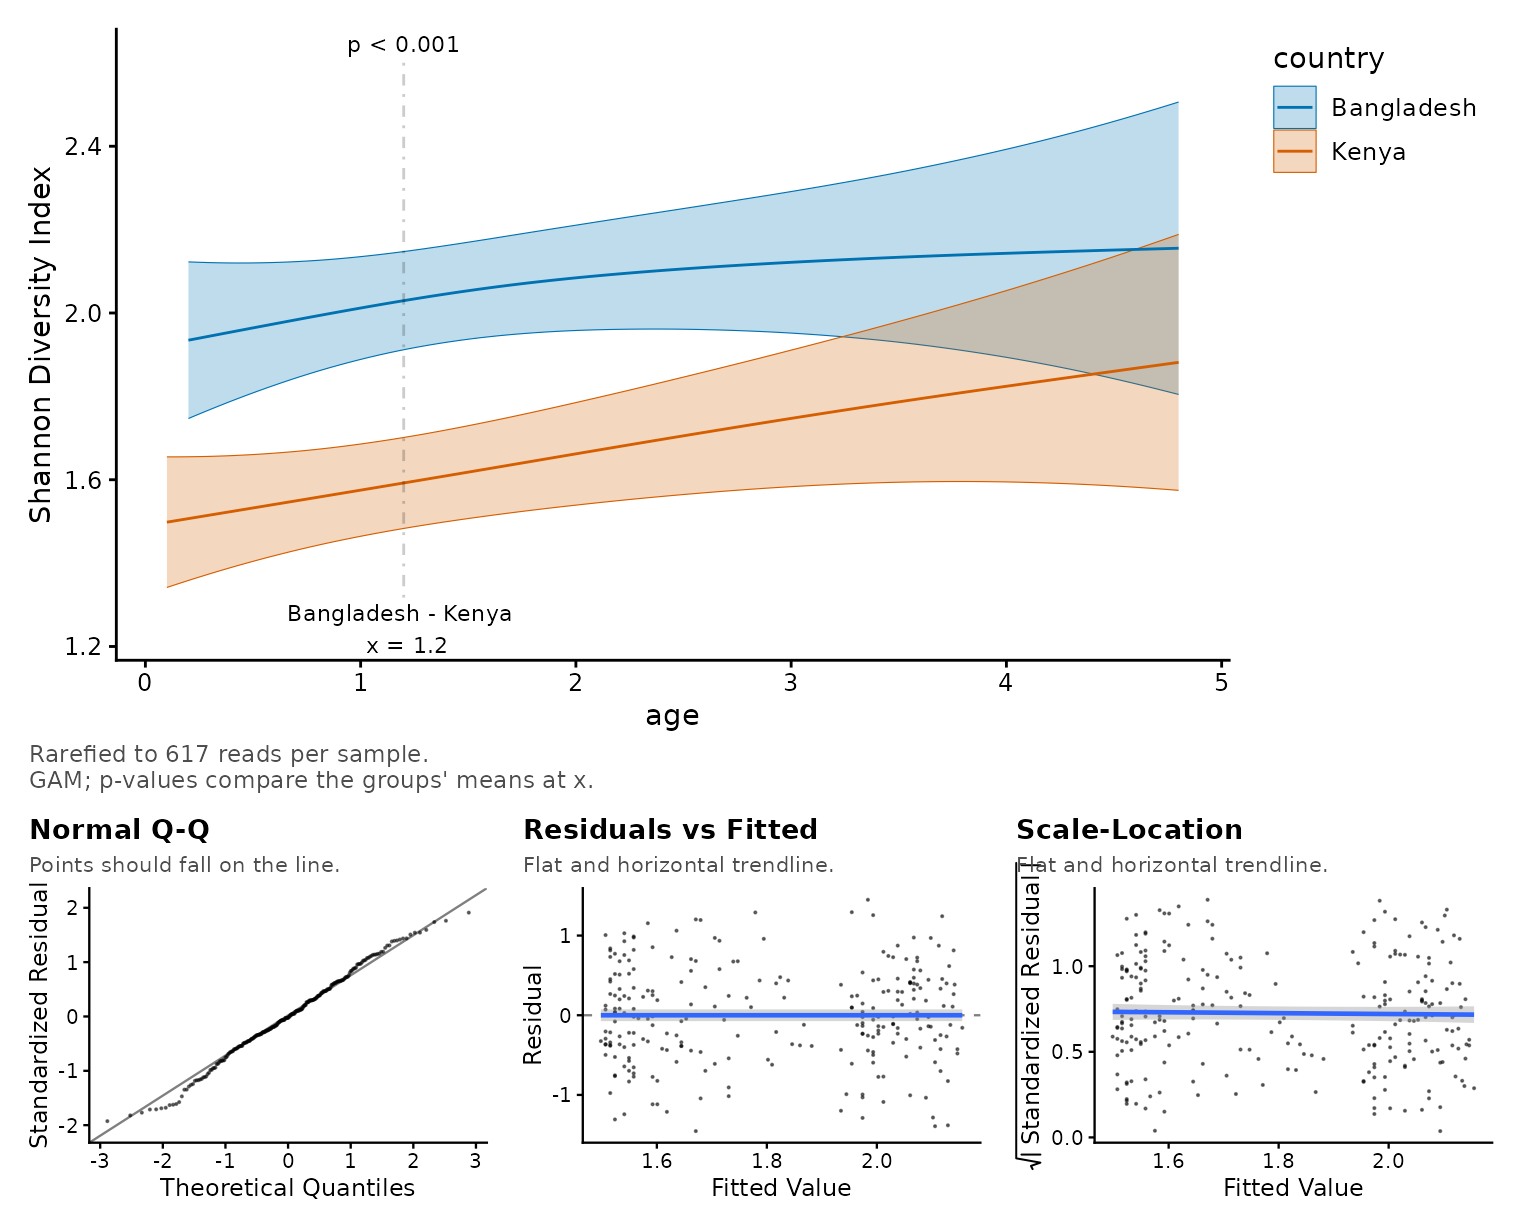 p < 0.001
country
Bangladesh
Kenya
Shannon Diversity Index
2.4
2.0
1.6
1.2
Bangladesh - Kenya
x = 1.2
0 1 2 3 4 5
age
Rarefied to 617 reads per sample.
GAM; p-values compare the groups' means at x.
Normal Q-Q
Points should fall on the line.
Standardized Residual
2
1
0
-1
-2
-3 -2 -1 0 1 2 3
Theoretical Quantiles
Residuals vs Fitted
Flat and horizontal trendline.
Residual
1
0
-1
1.6 1.8 2.0
Fitted Value
Scale-Location
Flat and horizontal trendline.
√| Standardized Residual |
1.0
0.5
0.0
1.6 1.8 2.0
Fitted Value